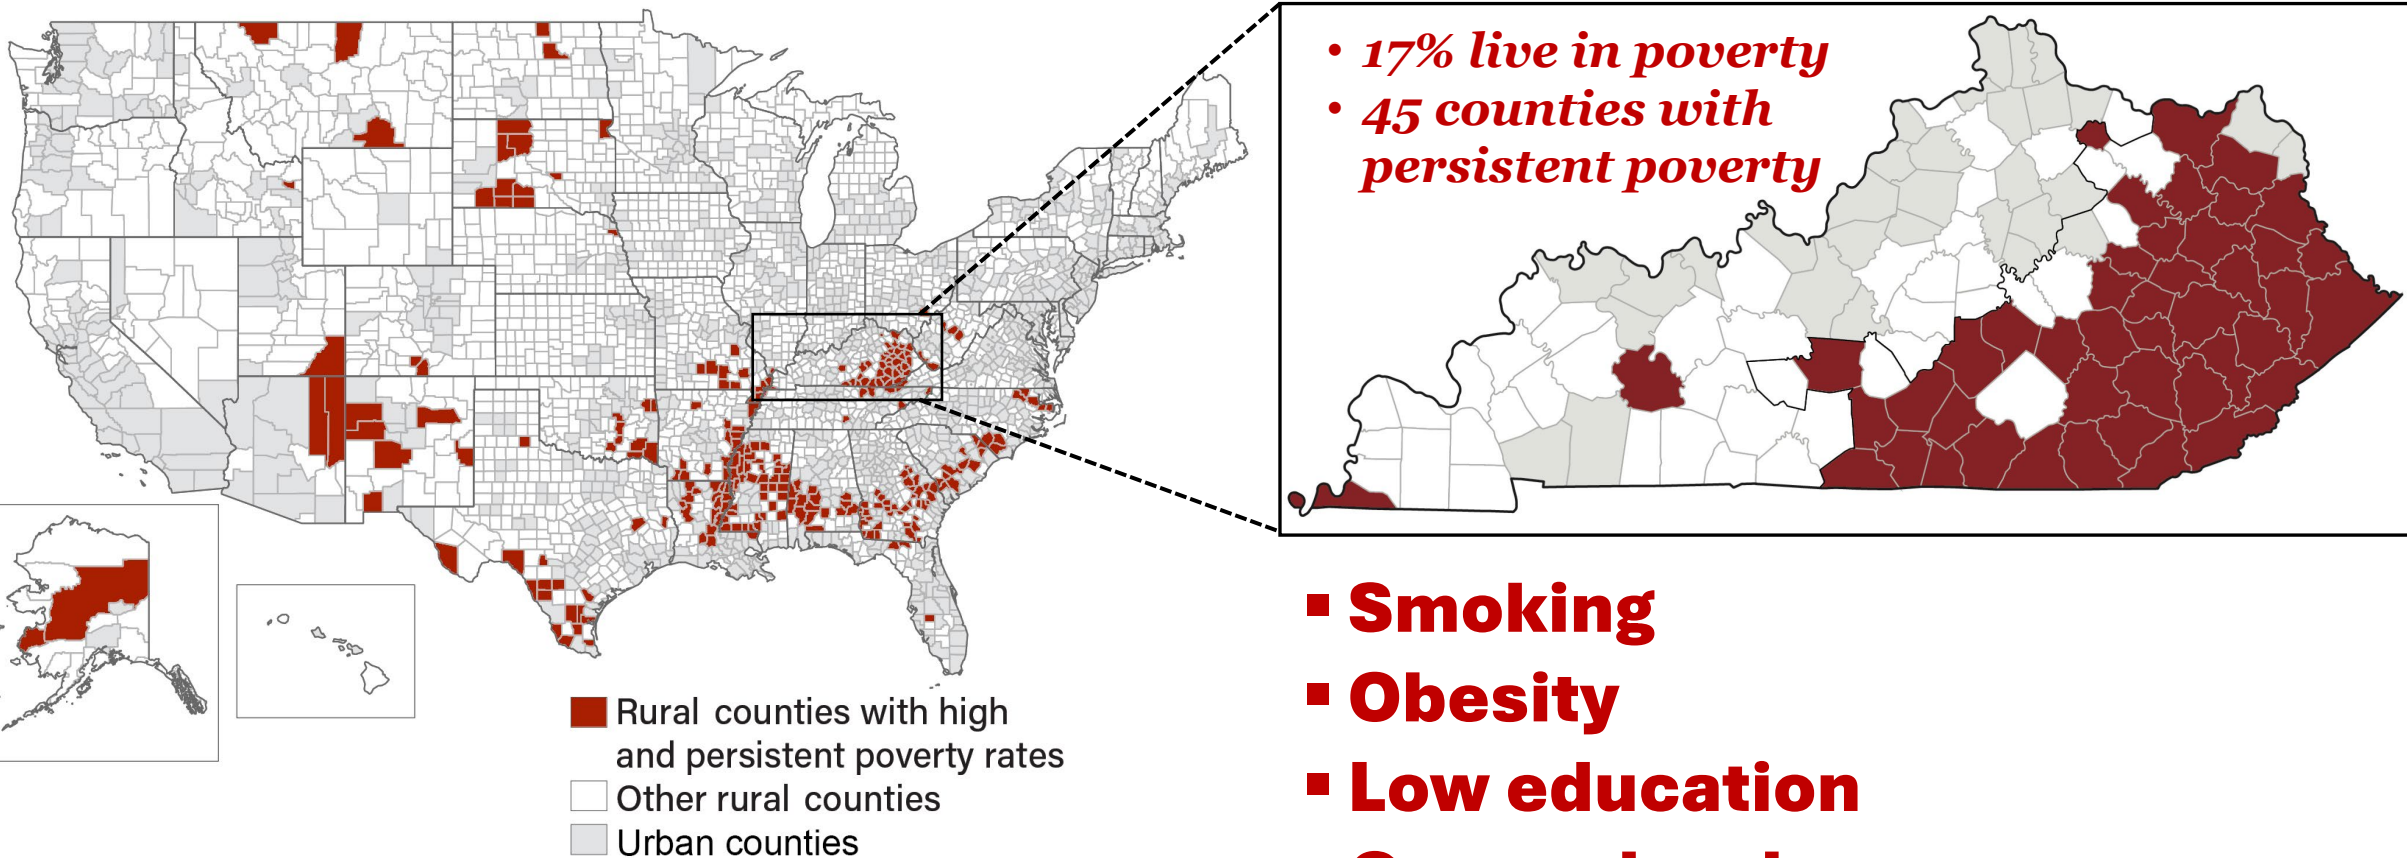 • 17% live in poverty
• 45 counties with
persistent poverty
Rural counties with high
and persistent poverty rates
Other rural counties
Urban counties
▪ Smoking
▪ Obesity
▪ Low education